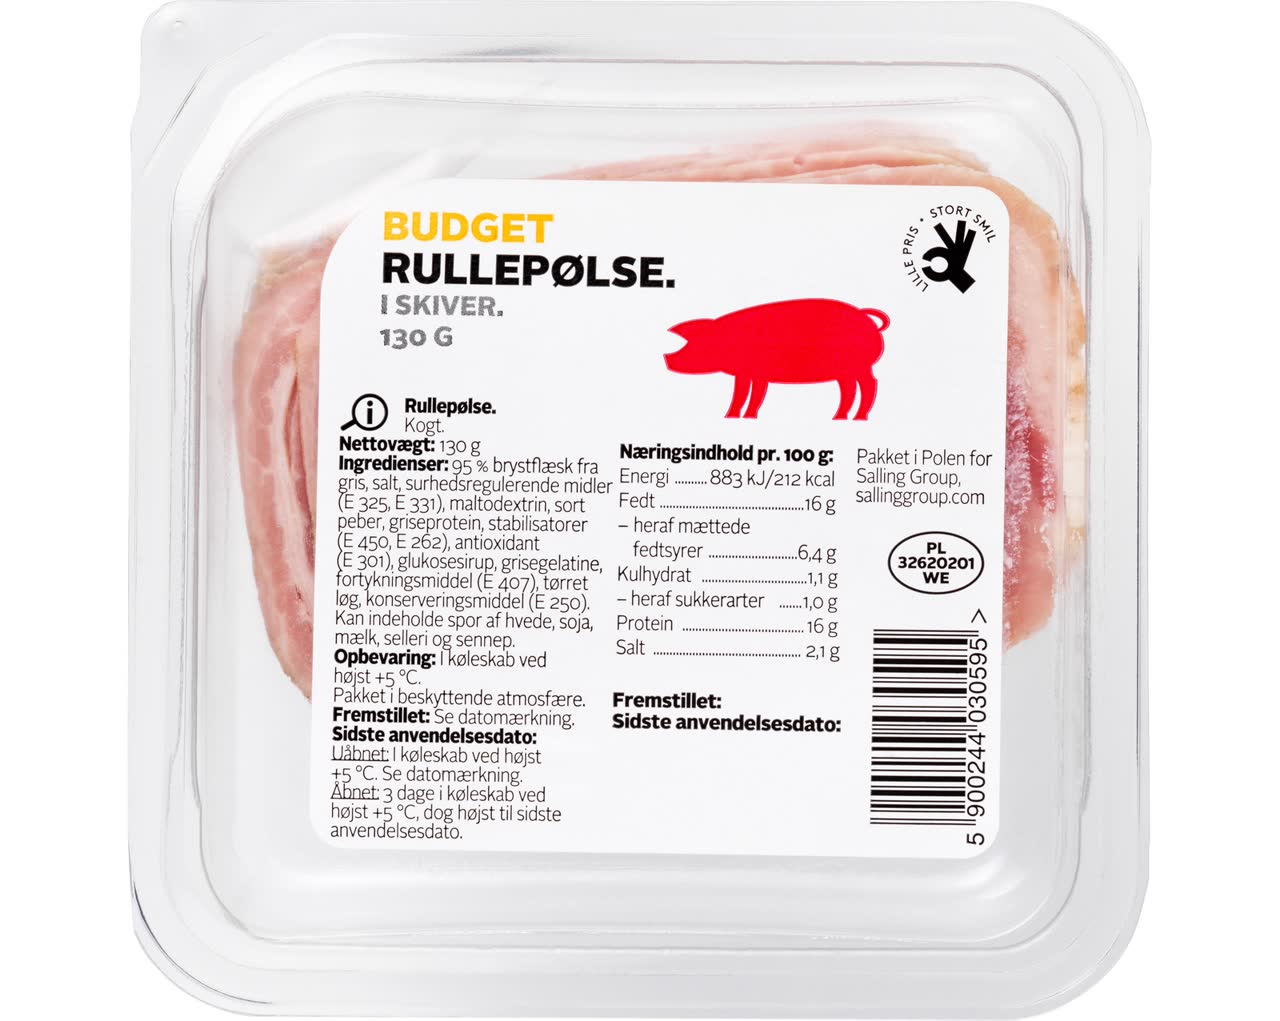 BUDGET
RULLEPØLSE.
I SKIVER.
130 G
LILLE PRIS • STORT SMIL
i
Rullepølse.
Kogt.
Nettovægt: 130 g
Ingredienser: 95 % brystflæsk fra
gris, salt, surhedsregulerende midler
(E 325, E 331), maltodextrin, sort
peber, griseprotein, stabilisatorer
(E 450, E 262), antioxidant
(E 301), glukosesirup, grisegelatine,
fortykningsmiddel (E 407), tørret
løg, konserveringsmiddel (E 250).
Kan indeholde spor af hvede, soja,
mælk, selleri og sennep.
Opbevaring: I køleskab ved
højst +5 °C.
Pakket i beskyttende atmosfære.
Fremstillet: Se datomærkning.
Sidste anvendelsesdato:
Uåbnet: I køleskab ved højst
+5 °C. Se datomærkning.
Åbnet: 3 dage i køleskab ved
højst +5 °C, dog højst til sidste
anvendelsesdato.
Næringsindhold pr. 100 g:
Energi ......... 883 kJ/212 kcal
Fedt ......... 16 g
– heraf mættede
fedtsyrer ......... 6,4 g
Kulhydrat ......... 1,1 g
– heraf sukkerarter ....... 1,0 g
Protein ......... 16 g
Salt ......... 2,1 g
Fremstillet:
Sidste anvendelsesdato:
Pakket i Polen for
Salling Group,
sallinggroup.com
PL
32620201
WE
5 900244 030595 >